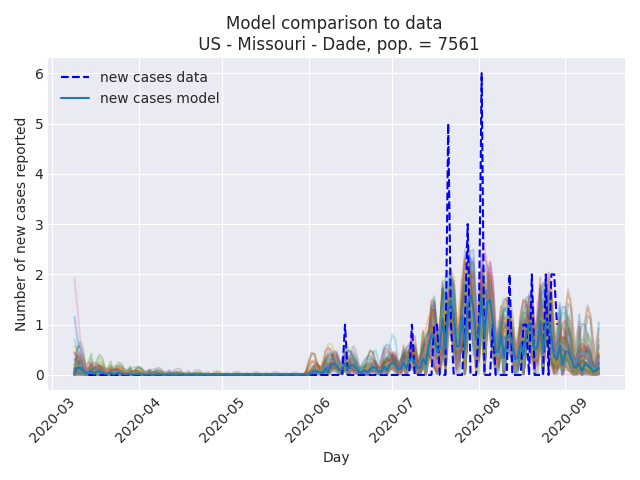 Model comparison to data
US - Missouri - Dade, pop. = 7561
new cases data
new cases model
Number of new cases reported
6
5
4
3
2
1
0
2020-03
2020-04
2020-05
2020-06
2020-07
2020-08
2020-09
Day